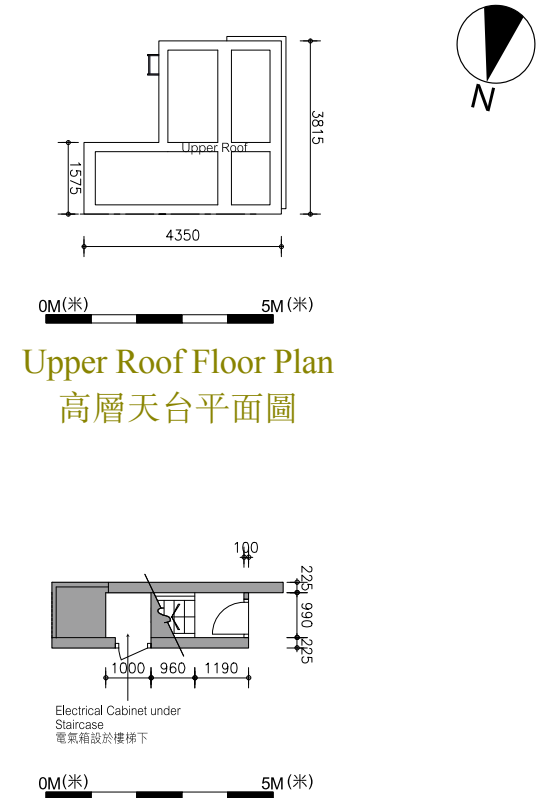 N
3815
Upper Roof
1575
4350
0M(米) 5M(米)
Upper Roof Floor Plan
高層天台平面圖
100
225
990
225
1000 960 1190
Electrical Cabinet under
Staircase
電氣箱設於樓梯下
0M(米) 5M(米)